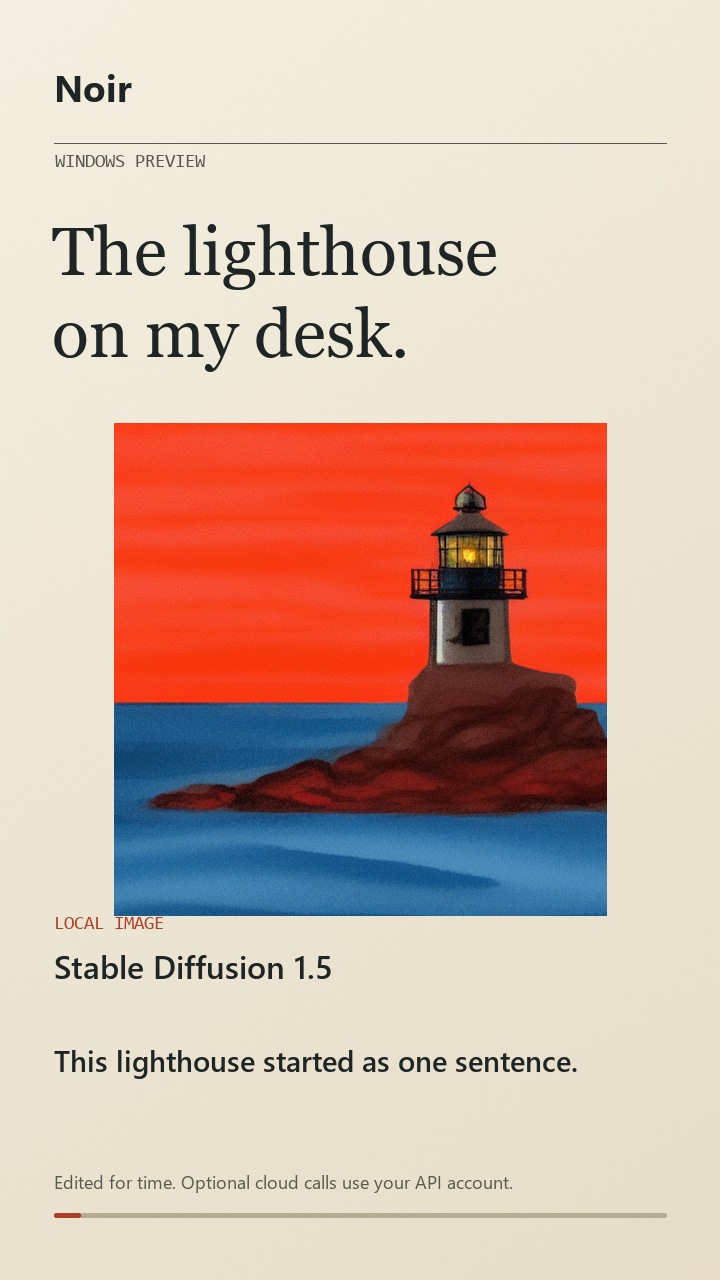 Noir
WINDOWS PREVIEW
The lighthouse
on my desk.
LOCAL IMAGE
Stable Diffusion 1.5
This lighthouse started as one sentence.
Edited for time. Optional cloud calls use your API account.